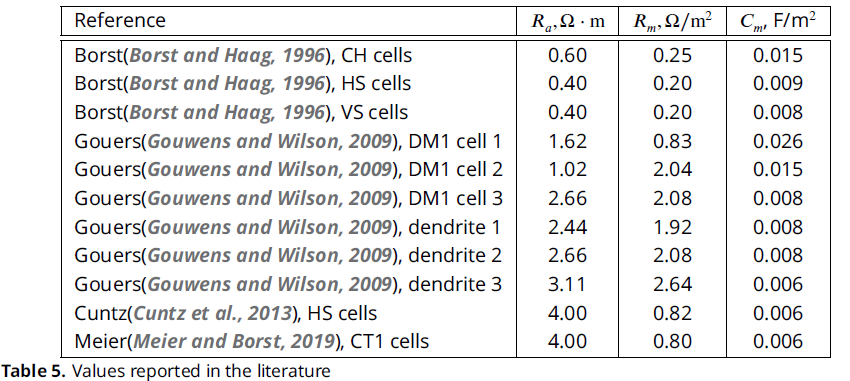 Reference R_a, Ω · m R_m, Ω/m² C_m, F/m²
Borst(Borst and Haag, 1996), CH cells 0.60 0.25 0.015
Borst(Borst and Haag, 1996), HS cells 0.40 0.20 0.009
Borst(Borst and Haag, 1996), VS cells 0.40 0.20 0.008
Gouers(Gouwens and Wilson, 2009), DM1 cell 1 1.62 0.83 0.026
Gouers(Gouwens and Wilson, 2009), DM1 cell 2 1.02 2.04 0.015
Gouers(Gouwens and Wilson, 2009), DM1 cell 3 2.66 2.08 0.008
Gouers(Gouwens and Wilson, 2009), dendrite 1 2.44 1.92 0.008
Gouers(Gouwens and Wilson, 2009), dendrite 2 2.66 2.08 0.008
Gouers(Gouwens and Wilson, 2009), dendrite 3 3.11 2.64 0.006
Cuntz(Cuntz et al., 2013), HS cells 4.00 0.82 0.006
Meier(Meier and Borst, 2019), CT1 cells 4.00 0.80 0.006
Table 5. Values reported in the literature